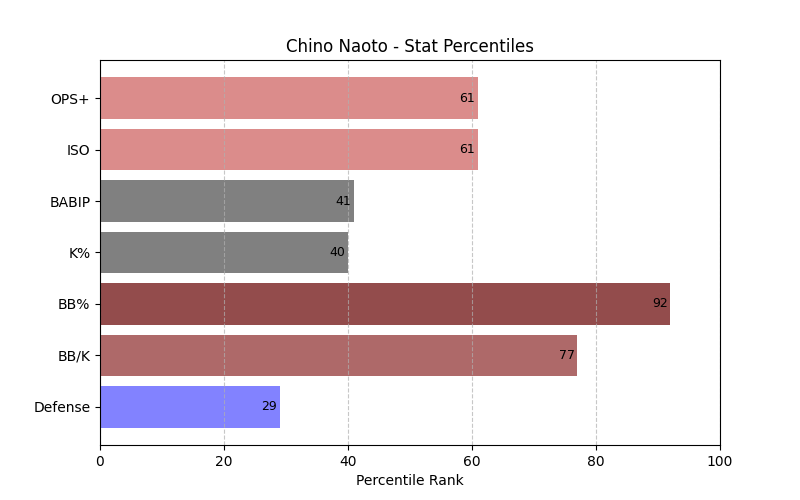 Chino Naoto - Stat Percentiles
OPS+ 61
ISO 61
BABIP 41
K% 40
BB% 92
BB/K 77
Defense 29
0 20 40 60 80 100
Percentile Rank